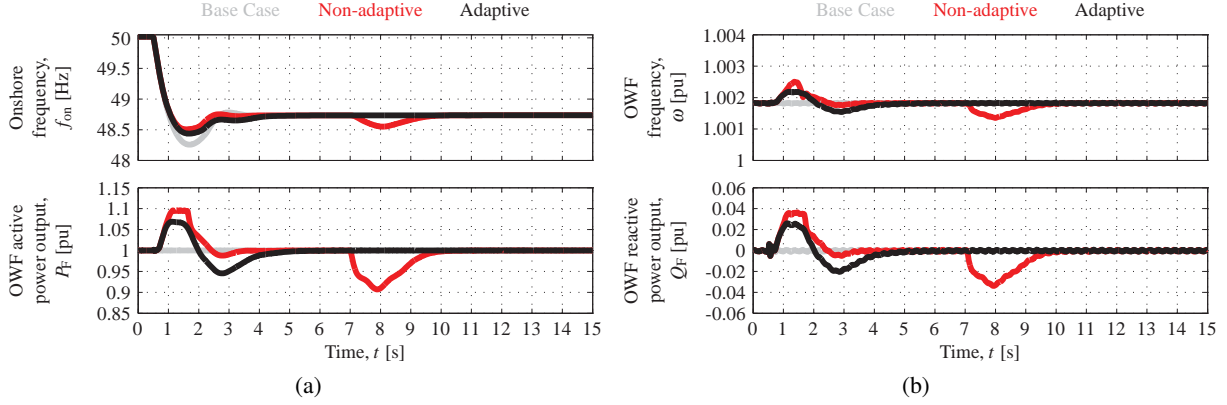 Base Case Non-adaptive Adaptive
50
49.5
49
48.5
48
Onshore
frequency,
f_on [Hz]
1.15
1.1
1.05
1
0.95
0.9
0.85
OWF active
power output,
P_F [pu]
0 1 2 3 4 5 6 7 8 9 10 11 12 13 14 15
Time, t [s]
(a)
Base Case Non-adaptive Adaptive
1.004
1.003
1.002
1.001
1
OWF
frequency,
ω [pu]
0.06
0.04
0.02
0
-0.02
-0.04
-0.06
OWF reactive
power output,
Q_F [pu]
0 1 2 3 4 5 6 7 8 9 10 11 12 13 14 15
Time, t [s]
(b)